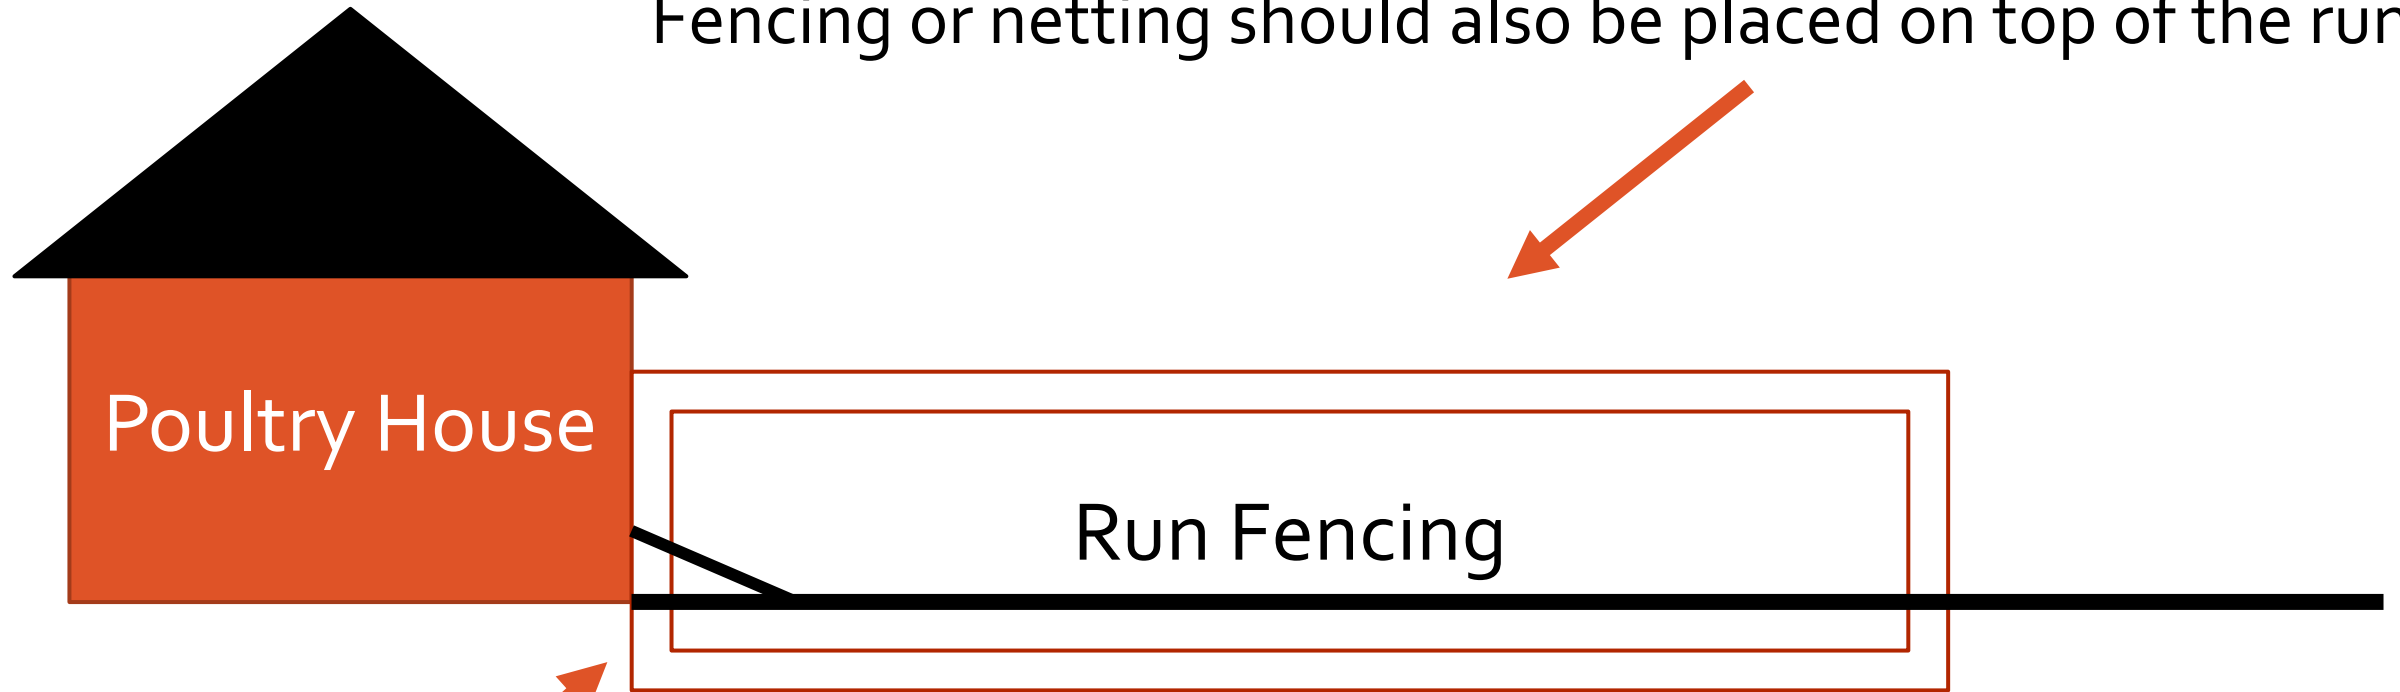 Fencing or netting should also be placed on top of the run
Poultry House
Run Fencing